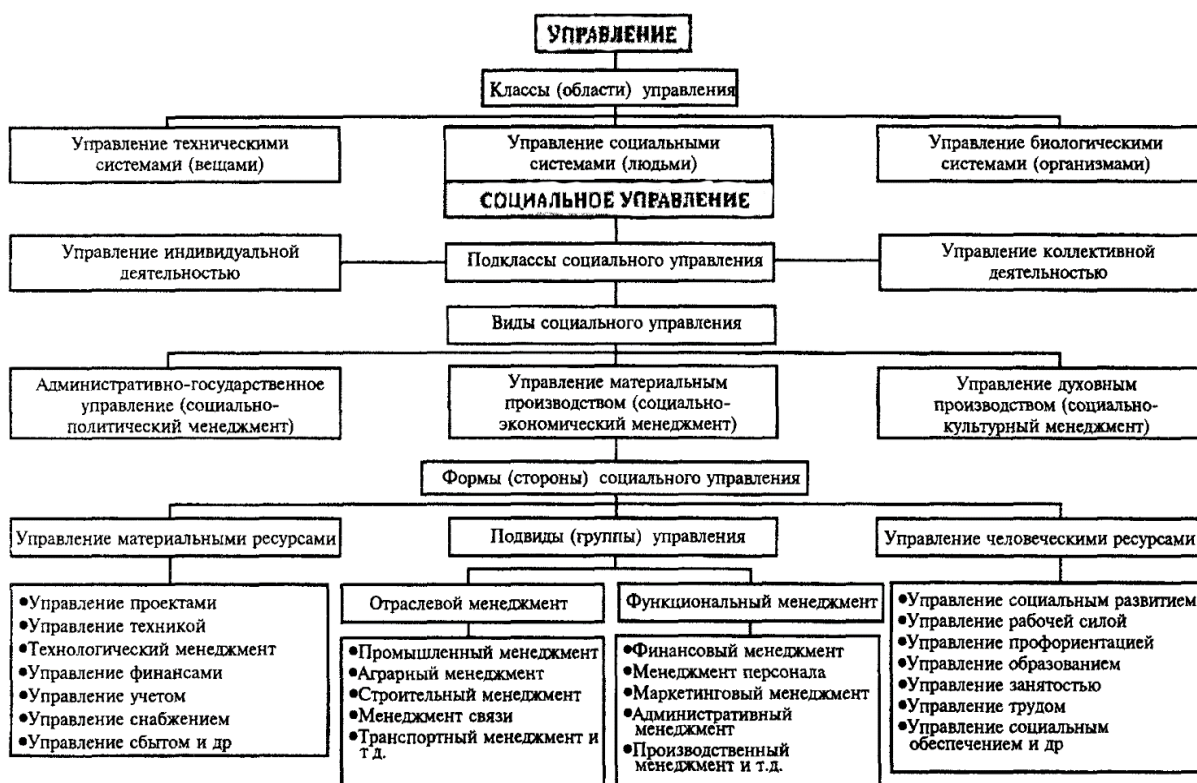 УПРАВЛЕНИЕ
Классы (области) управления
Управление техническими
системами (вещами)
Управление социальными
системами (людьми)
Управление биологическими
системами (организмами)
СОЦИАЛЬНОЕ УПРАВЛЕНИЕ
Управление индивидуальной
деятельностью
Подклассы социального управления
Управление коллективной
деятельностью
Виды социального управления
Административно-государственное
управление (социально-
политический менеджмент)
Управление материальным
производством (социально-
экономический менеджмент)
Управление духовным
производством (социально-
культурный менеджмент)
Формы (стороны) социального управления
Управление материальными ресурсами
Подвиды (группы) управления
Управление человеческими ресурсами
●Управление проектами
●Управление техникой
●Технологический менеджмент
●Управление финансами
●Управление учетом
●Управление снабжением
●Управление сбытом и др
Отраслевой менеджмент
●Промышленный менеджмент
●Аграрный менеджмент
●Строительный менеджмент
●Менеджмент связи
●Транспортный менеджмент и
т д.
Функциональный менеджмент
●Финансовый менеджмент
●Менеджмент персонала
●Маркетинговый менеджмент
●Административный
менеджмент
●Производственный
менеджмент и т.д.
●Управление социальным развитием
●Управление рабочей силой
●Управление профориентацией
●Управление образованием
●Управление занятостью
●Управление трудом
●Управление социальным
обеспечением и др